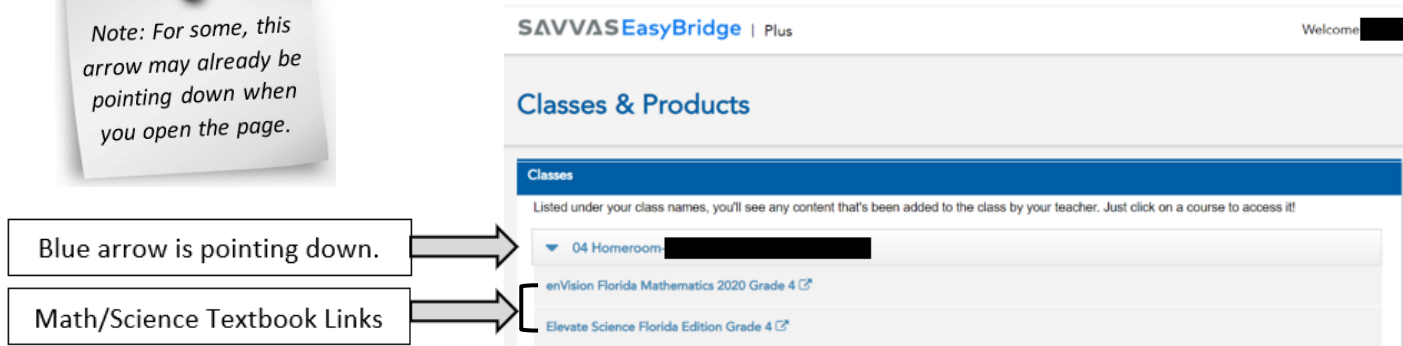 Note: For some, this
arrow may already be
pointing down when
you open the page.
SAVVAS EasyBridge | Plus
Welcome
Classes & Products
Classes
Listed under your class names, you'll see any content that's been added to the class by your teacher. Just click on a course to access it!
Blue arrow is pointing down.
04 Homeroom-
enVision Florida Mathematics 2020 Grade 4
Math/Science Textbook Links
Elevate Science Florida Edition Grade 4